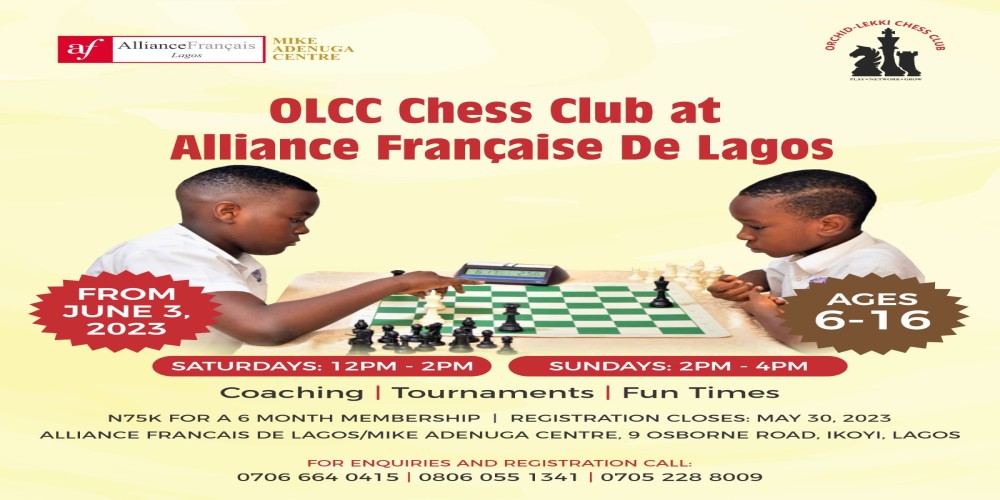 af AllianceFrançais
Lagos
MIKE
ADENUGA
CENTRE
ORCHID-LEKKI CHESS CLUB
PLAY • NETWORK • GROW
OLCC Chess Club at
Alliance Française De Lagos
FROM
JUNE 3,
2023
AGES
6-16
SATURDAYS: 12PM - 2PM
SUNDAYS: 2PM - 4PM
Coaching | Tournaments | Fun Times
N75K FOR A 6 MONTH MEMBERSHIP | REGISTRATION CLOSES: MAY 30, 2023
ALLIANCE FRANCAIS DE LAGOS/MIKE ADENUGA CENTRE, 9 OSBORNE ROAD, IKOYI, LAGOS
FOR ENQUIRIES AND REGISTRATION CALL:
0706 664 0415 | 0806 055 1341 | 0705 228 8009